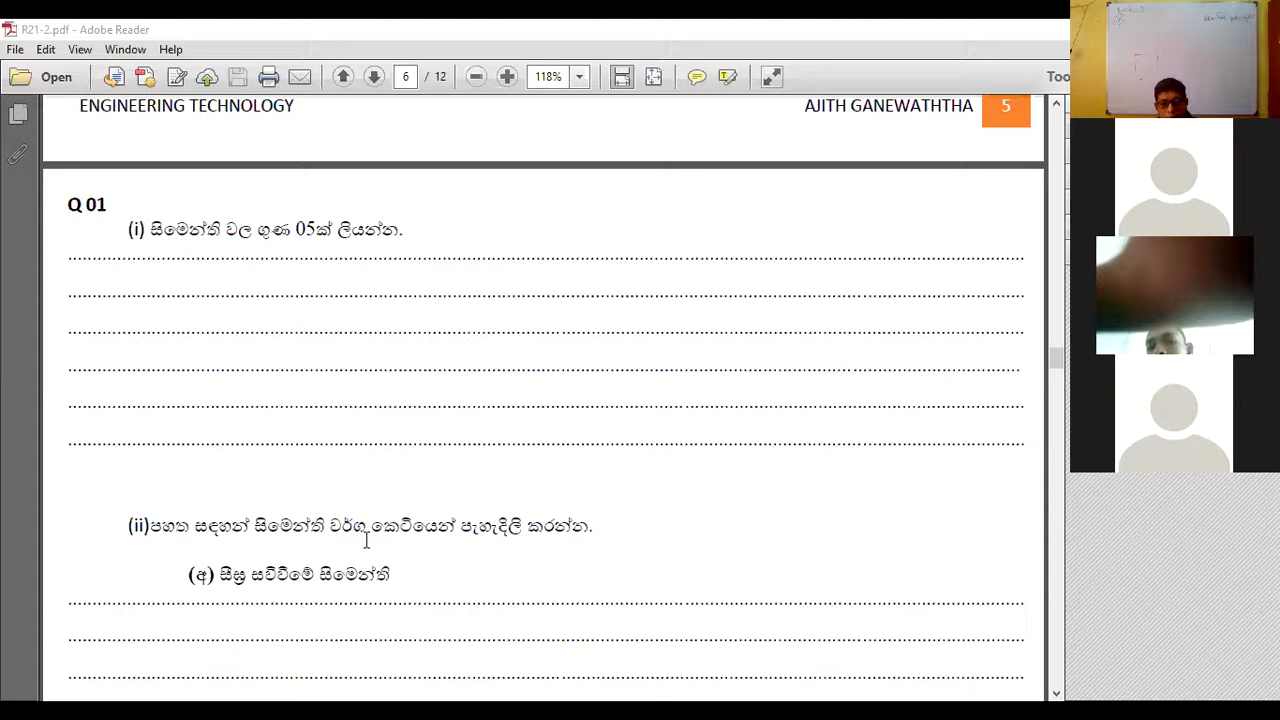 R21-2.pdf - Adobe Reader
File Edit View Window Help
Open 6 / 12 118% Too
ENGINEERING TECHNOLOGY AJITH GANEWATHTHA 5
Q 01
(i) සිමෙන්ති වල ගුණ 05ක් ලියන්න.
(ii)පහත සඳහන් සිමෙන්ති වර්ග කෙටියෙන් පැහැදිලි කරන්න.
(අ) සීඝ්‍ර සවිවීමේ සිමෙන්ති